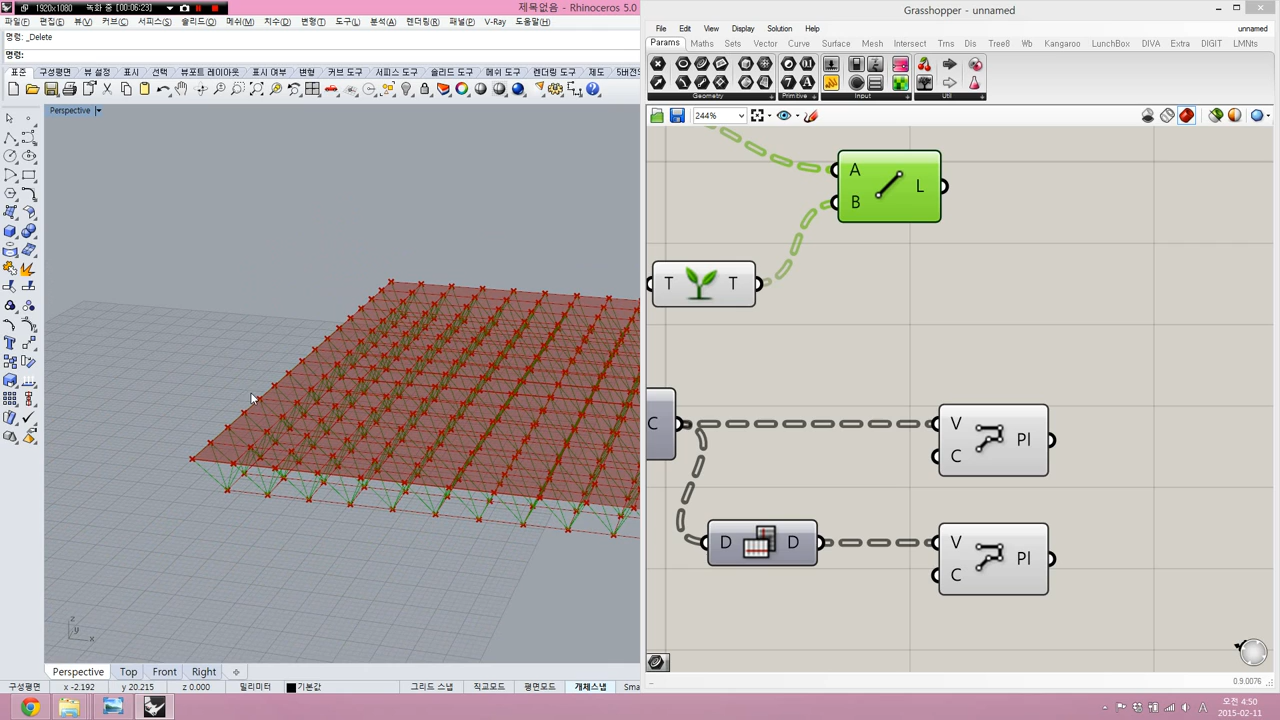 1920x1080
녹화 중 [00:06:23]
제목없음 - Rhinoceros 5.0
파일(F) 편집(E) 뷰(V) 커브(C) 서피스(S) 솔리드(O) 메쉬(M) 치수(D) 변형(T) 도구(L) 분석(A) 렌더링(R) 패널(P) V-Ray 도움말(H)
명령: _Delete
명령:
표준 구성평면 뷰 설정 표시 선택 뷰포트 레이아웃 표시 여부 변형 커브 도구 서피스 도구 솔리드 도구 메쉬 도구 렌더링 도구 제도
Perspective
z
y
x
Perspective Top Front Right
구성평면 x -2.192 y 20.215 z 0.000 밀리미터 기본값 그리드 스냅 직교모드 평면모드 개체스냅 Sma
Grasshopper - unnamed
File Edit View Display Solution Help unnamed
Params Maths Sets Vector Curve Surface Mesh Intersect Trns Dis Tree8 Wb Kangaroo LunchBox DIVA Extra DIGIT LMNts
Geometry Primitive Input Util
244%
A
B
L
T T
C
V
C
Pl
D D
V
C
Pl
0.9.0076
A
오전 4:50
2015-02-11